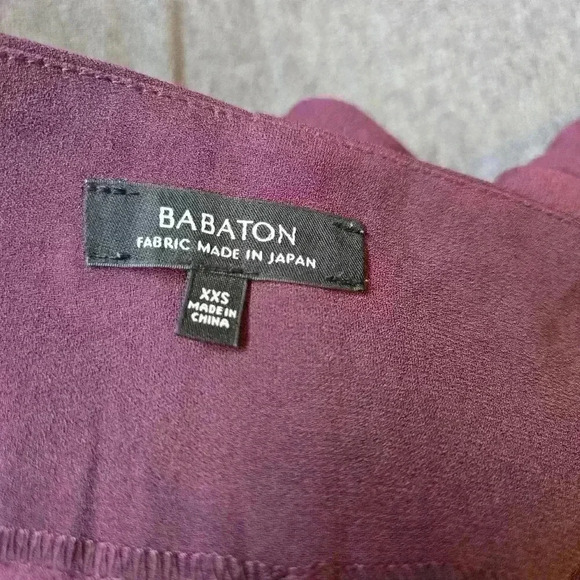 BABATON
FABRIC MADE IN JAPAN
XXS
MADE IN
CHINA